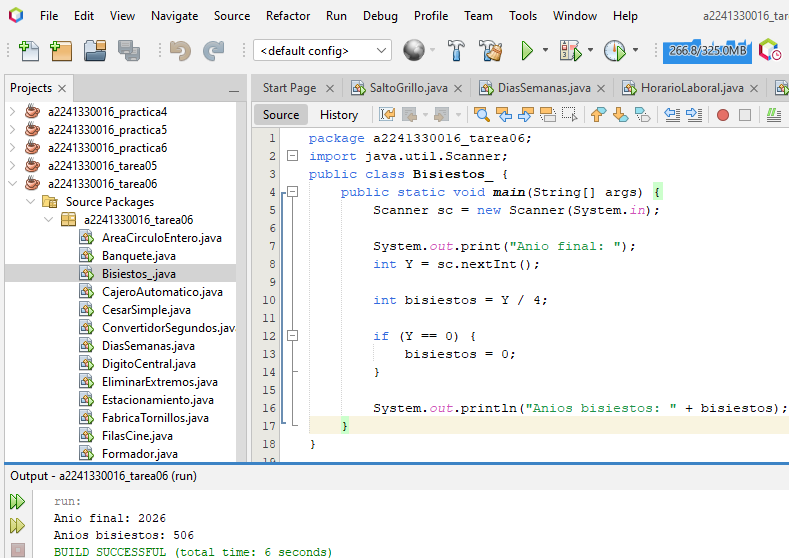 File Edit View Navigate Source Refactor Run Debug Profile Team Tools Window Help a2241330016_tare
<default config> 266.8/325.0MB
Projects
Start Page SaltoGrillo.java DiasSemanas.java HorarioLaboral.java
Source History
a2241330016_practica4
a2241330016_practica5
a2241330016_practica6
a2241330016_tarea05
a2241330016_tarea06
Source Packages
a2241330016_tarea06
AreaCirculoEntero.java
Banquete.java
Bisiestos_.java
CajeroAutomatico.java
CesarSimple.java
ConvertidorSegundos.java
DiasSemanas.java
DigitoCentral.java
EliminarExtremos.java
Estacionamiento.java
FabricaTornillos.java
FilasCine.java
Formador.java
1 package a2241330016_tarea06;
2 import java.util.Scanner;
3 public class Bisiestos_ {
4 public static void main(String[] args) {
5 Scanner sc = new Scanner(System.in);
6
7 System.out.print("Anio final: ");
8 int Y = sc.nextInt();
9
10 int bisiestos = Y / 4;
11
12 if (Y == 0) {
13 bisiestos = 0;
14 }
15
16 System.out.println("Anios bisiestos: " + bisiestos);
17 }
18 }
19
Output - a2241330016_tarea06 (run)
run:
Anio final: 2026
Anios bisiestos: 506
BUILD SUCCESSFUL (total time: 6 seconds)